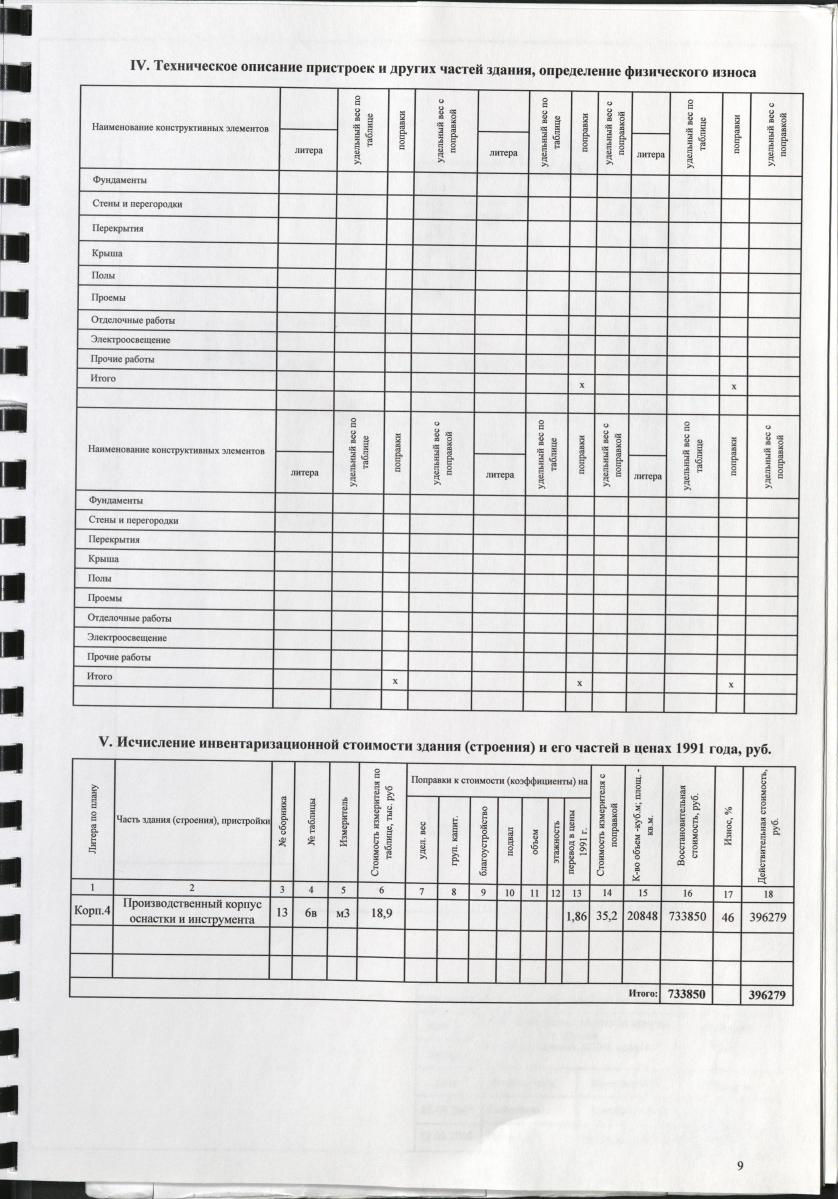 IV. Техническое описание пристроек и других частей здания, определение физического износа
Наименование конструктивных элементов
литера
удельный вес по таблице
поправки
удельный вес с поправкой
литера
удельный вес по таблице
поправки
удельный вес с поправкой
литера
удельный вес по таблице
поправки
удельный вес с поправкой
Фундаменты
Стены и перегородки
Перекрытия
Крыша
Полы
Проемы
Отделочные работы
Электроосвещение
Прочие работы
Итого х х
Наименование конструктивных элементов
литера
удельный вес по таблице
поправки
удельный вес с поправкой
литера
удельный вес по таблице
поправки
удельный вес с поправкой
литера
удельный вес по таблице
поправки
удельный вес с поправкой
Фундаменты
Стены и перегородки
Перекрытия
Крыша
Полы
Проемы
Отделочные работы
Электроосвещение
Прочие работы
Итого х х х
V. Исчисление инвентаризационной стоимости здания (строения) и его частей в ценах 1991 года, руб.
Литера по плану
Часть здания (строения), пристройки
№ сборника
№ таблицы
Измеритель
Стоимость измерителя по таблице, тыс. руб
Поправки к стоимости (коэффициенты) на
удел. вес
груп. капит.
благоустройство
подвал
объем
этажность
перевод в цены 1991 г.
Стоимость измерителя с поправкой
К-во объем -куб.м; площ. - кв.м.
Восстановительная стоимость, руб.
Износ, %
Действительная стоимость, руб.
1 2 3 4 5 6 7 8 9 10 11 12 13 14 15 16 17 18
Корп.4 Производственный корпус оснастки и инструмента 13 6в м3 18,9 1,86 35,2 20848 733850 46 396279
Итого: 733850 396279
9